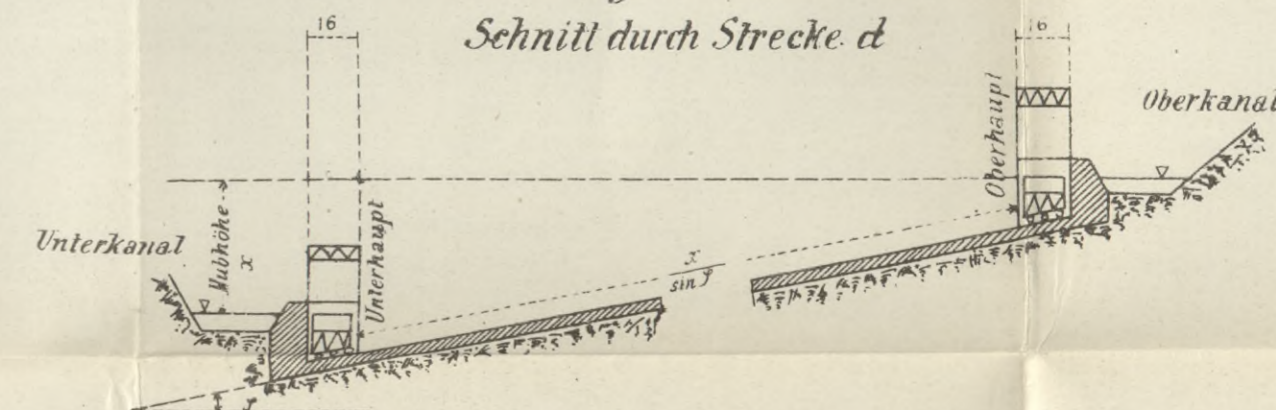 16
16
Schnitt durch Strecke d
Oberkanal
Oberhaupt
Hubhöhe
x
Unterhaupt
Unterkanal
x
sin φ
φ